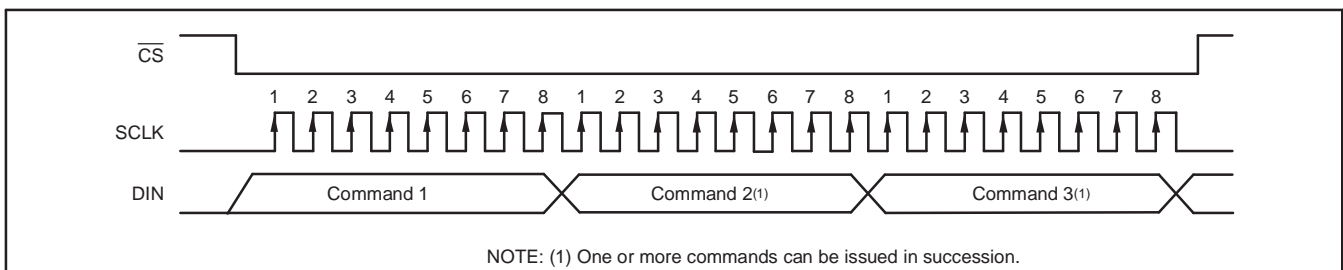 CS
1 2 3 4 5 6 7 8 1 2 3 4 5 6 7 8 1 2 3 4 5 6 7 8
SCLK
DIN Command 1 Command 2(1) Command 3(1)
NOTE: (1) One or more commands can be issued in succession.